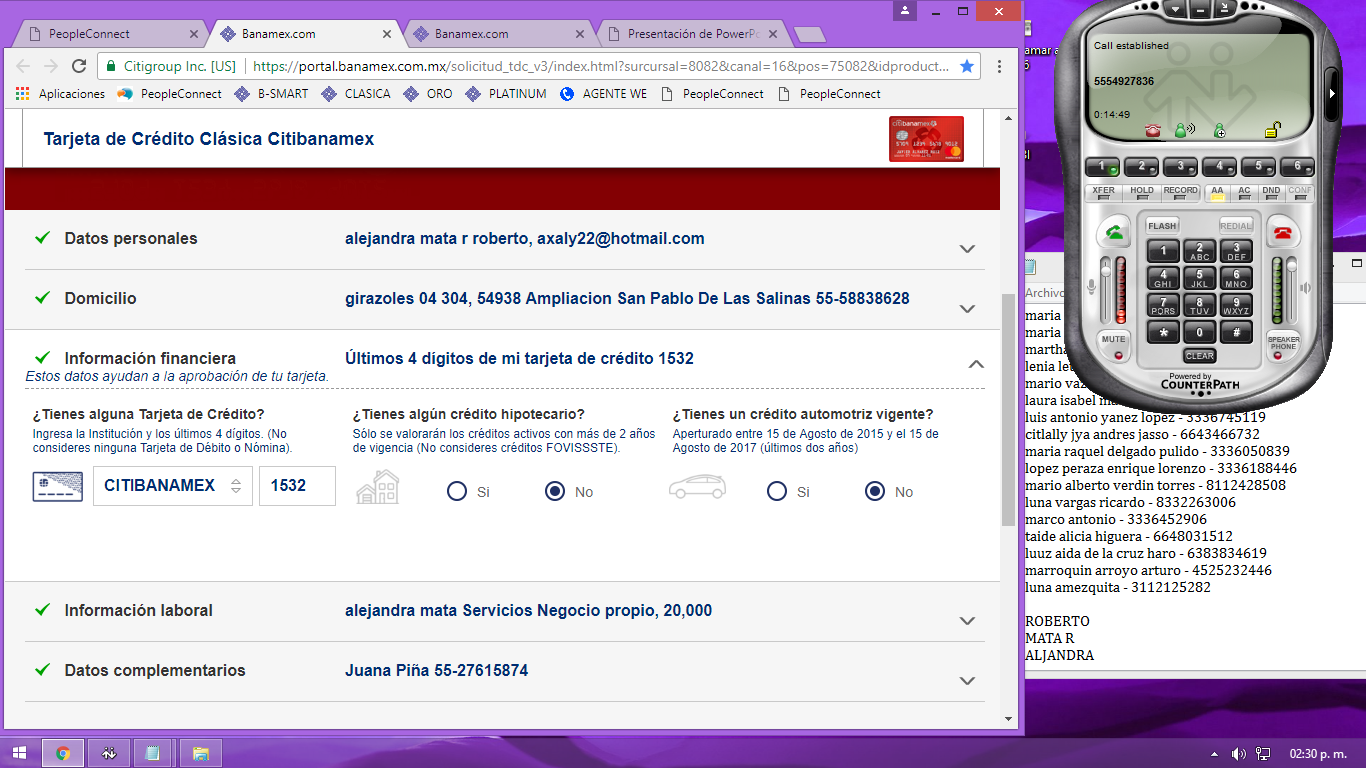 PeopleConnect
Banamex.com
Banamex.com
Presentación de PowerPo
Citigroup Inc. [US]
https://portal.banamex.com.mx/solicitud_tdc_v3/index.html?sursursal=8082&canal=16&pos=75082&idproduct...
Aplicaciones
PeopleConnect
B-SMART
CLASICA
ORO
PLATINUM
AGENTE WE
PeopleConnect
PeopleConnect
Tarjeta de Crédito Clásica Citibanamex
citibanamex
Datos personales
alejandra mata r roberto, axaly22@hotmail.com
Domicilio
girazoles 04 304, 54938 Ampliacion San Pablo De Las Salinas 55-58838628
Información financiera
Últimos 4 dígitos de mi tarjeta de crédito 1532
Estos datos ayudan a la aprobación de tu tarjeta.
¿Tienes alguna Tarjeta de Crédito?
Ingresa la Institución y los últimos 4 dígitos. (No
consideres ninguna Tarjeta de Débito o Nómina).
CITIBANAMEX
1532
¿Tienes algún crédito hipotecario?
Sólo se valorarán los créditos activos con más de 2 años
de vigencia (No consideres créditos FOVISSSTE).
Si
No
¿Tienes un crédito automotriz vigente?
Aperturado entre 15 de Agosto de 2015 y el 15 de
Agosto de 2017 (últimos dos años)
Si
No
Información laboral
alejandra mata Servicios Negocio propio, 20,000
Datos complementarios
Juana Piña 55-27615874
Call established
5554927836
0:14:49
1
2
3
4
5
6
XFER
HOLD
RECORD
AA
AC
DND
CONF
FLASH
REDIAL
1
2 ABC
3 DEF
4 GHI
5 JKL
6 MNO
7 PQRS
8 TUV
9 WXYZ
*
0
#
MUTE
SPEAKER
PHONE
CLEAR
Powered by
COUNTERPATH
Archivo
maria
maria
martha
lenia
mario
laura isabel
luis antonio yanez lopez - 3336745119
citlally jya andres jasso - 6643466732
maria raquel delgado pulido - 3336050839
lopez peraza enrique lorenzo - 3336188446
mario alberto verdin torres - 8112428508
luna vargas ricardo - 8332263006
marco antonio - 3336452906
taide alicia higuera - 6648031512
luuz aida de la cruz haro - 6383834619
marroquin arroyo arturo - 4525232446
luna amezquita - 3112125282
ROBERTO
MATA R
ALJANDRA
02:30 p. m.